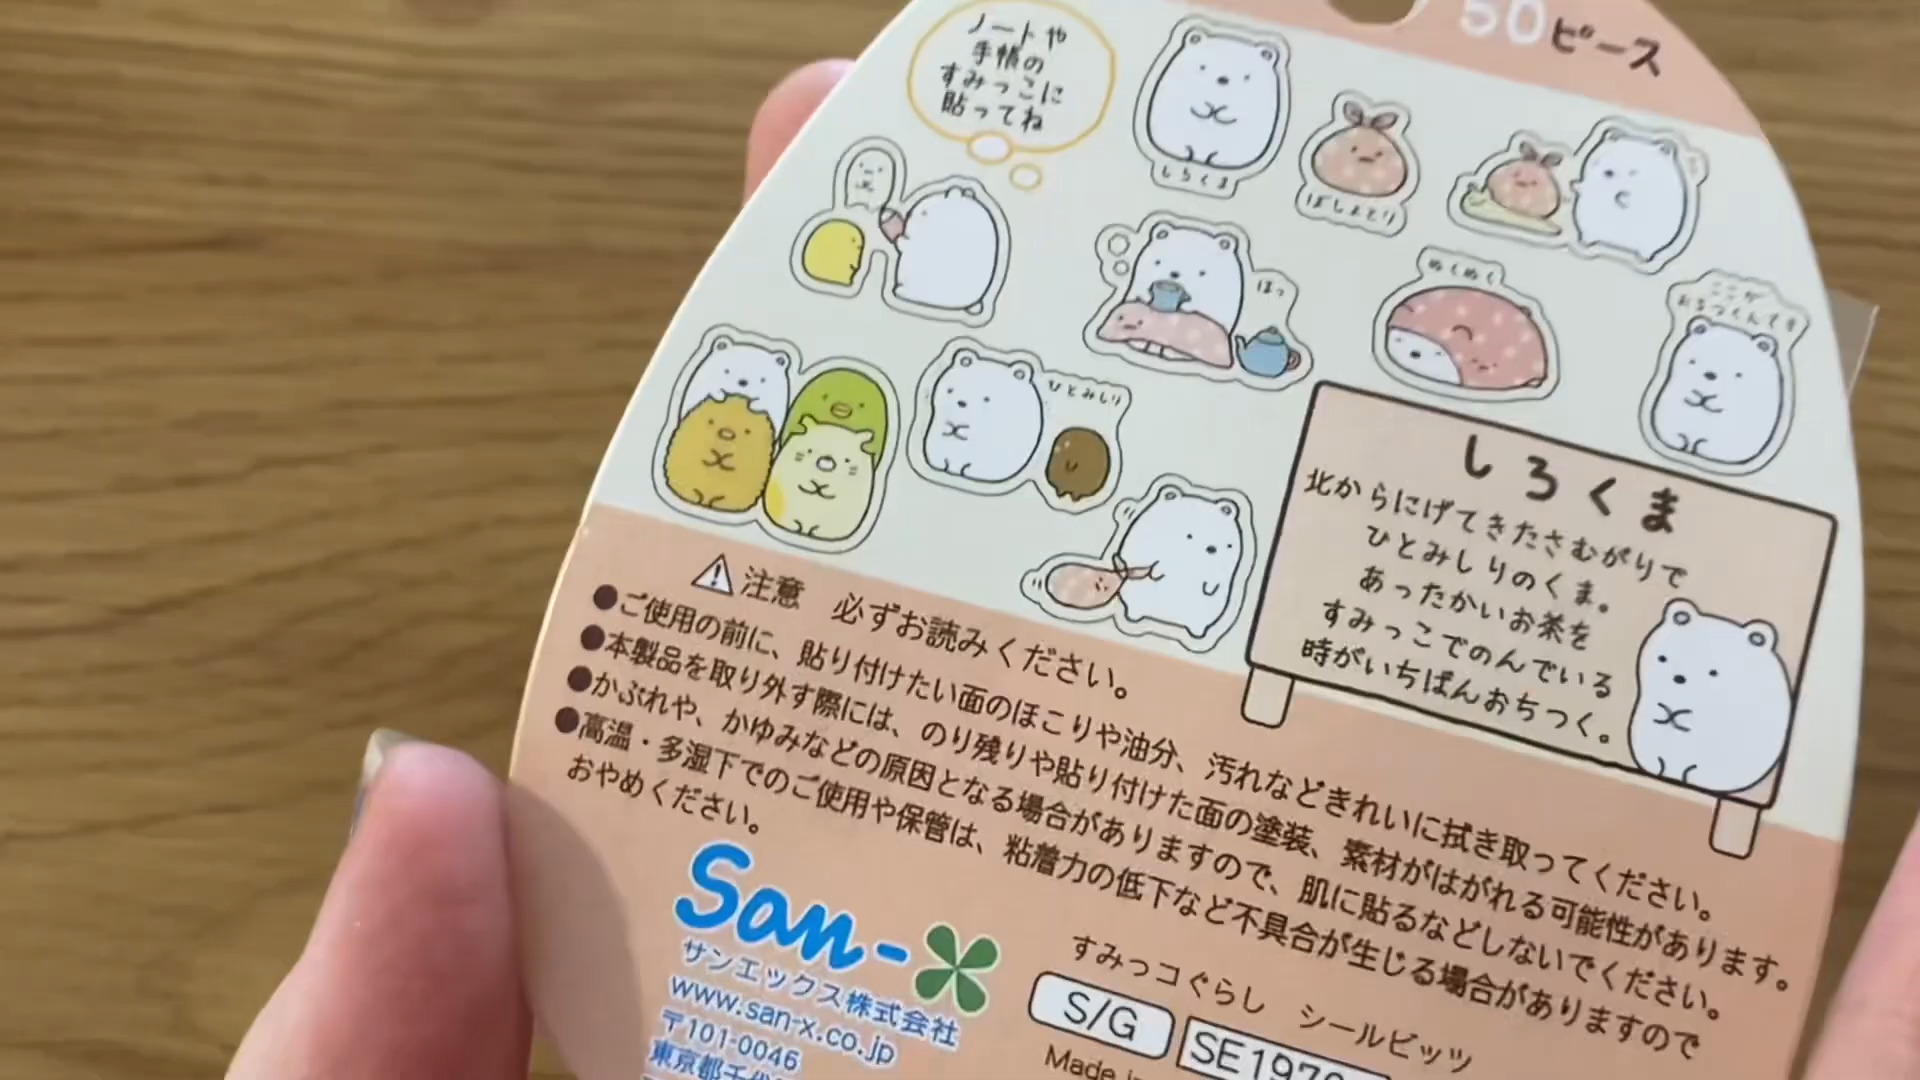 50ピース
ノートや
手帳の
すみっこに
貼ってね
しろくま
ふろしき
ぬくぬく
ほっ
ここが
おちつくんです
ひとみしり
しろくま
北からにげてきたさむがりで
ひとみしりのくま。
あったかいお茶を
すみっこでのんでいる
時がいちばんおちつく。
注意 必ずお読みください。
●ご使用の前に、貼り付けたい面のほこりや油分、汚れなどきれいに拭き取ってください。
●本製品を取り外す際には、のり残りや貼り付けた面の塗装、素材がはがれる可能性があります。
●かぶれや、かゆみなどの原因となる場合がありますので、肌に貼るなどしないでください。
●高温・多湿下でのご使用や保管は、粘着力の低下など不具合が生じる場合がありますので
おやめください。
San-X
サンエックス株式会社
www.san-x.co.jp
〒101-0046
東京都千代
すみっコぐらし シールビッツ
S/G
SE197
Made